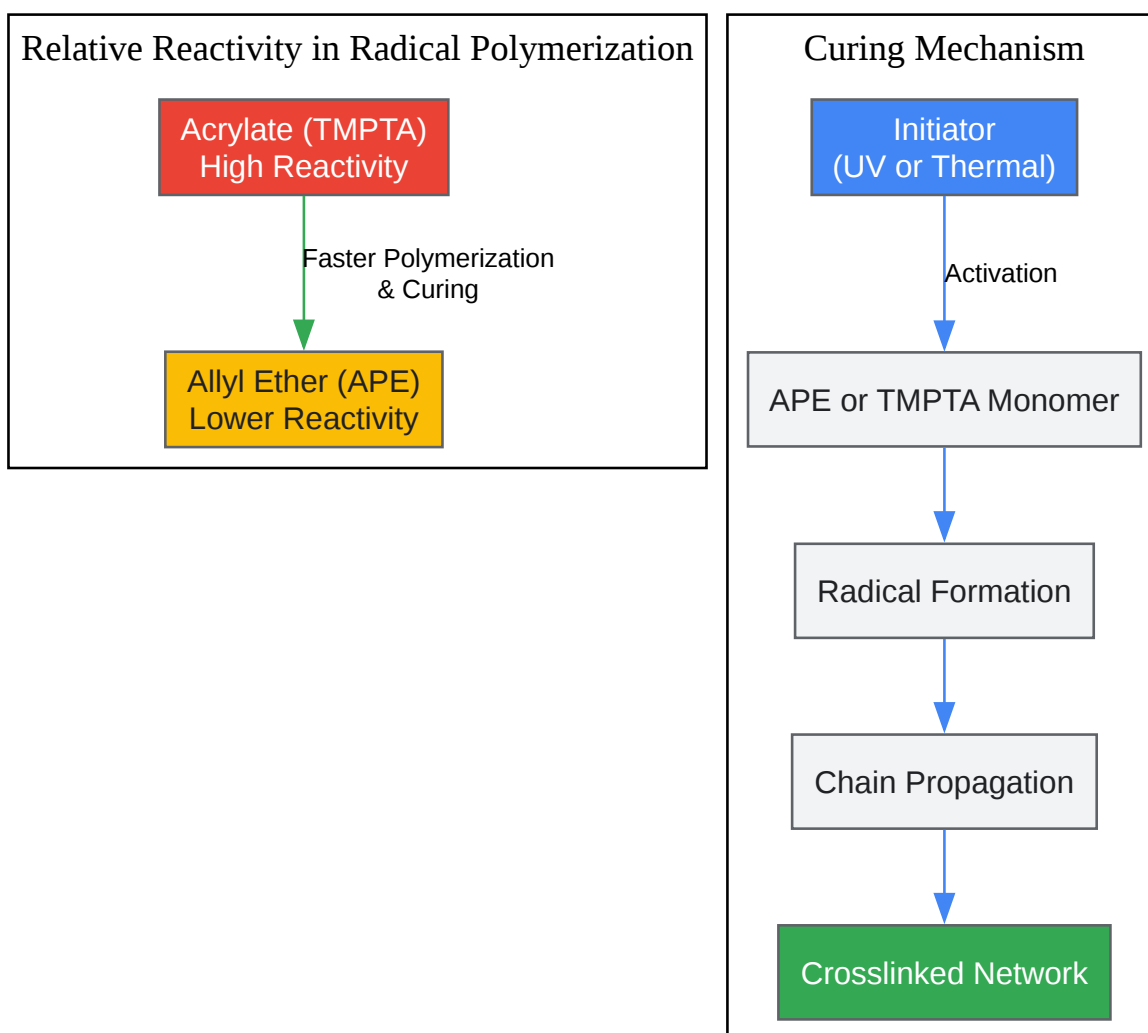 Relative Reactivity in Radical Polymerization
Acrylate (TMPTA)
High Reactivity
Faster Polymerization
& Curing
Allyl Ether (APE)
Lower Reactivity
Curing Mechanism
Initiator
(UV or Thermal)
Activation
APE or TMPTA Monomer
Radical Formation
Chain Propagation
Crosslinked Network